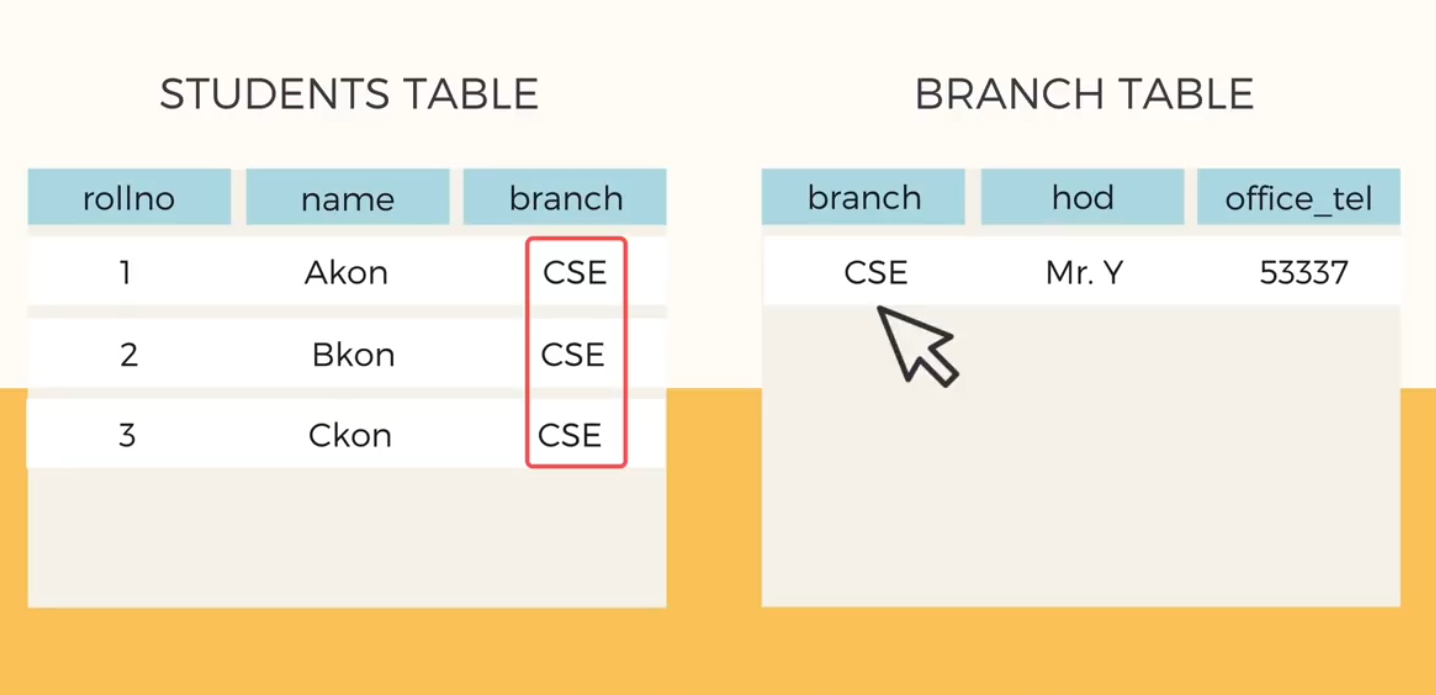 STUDENTS TABLE
rollno name branch
1 Akon CSE
2 Bkon CSE
3 Ckon CSE
BRANCH TABLE
branch hod office_tel
CSE Mr. Y 53337